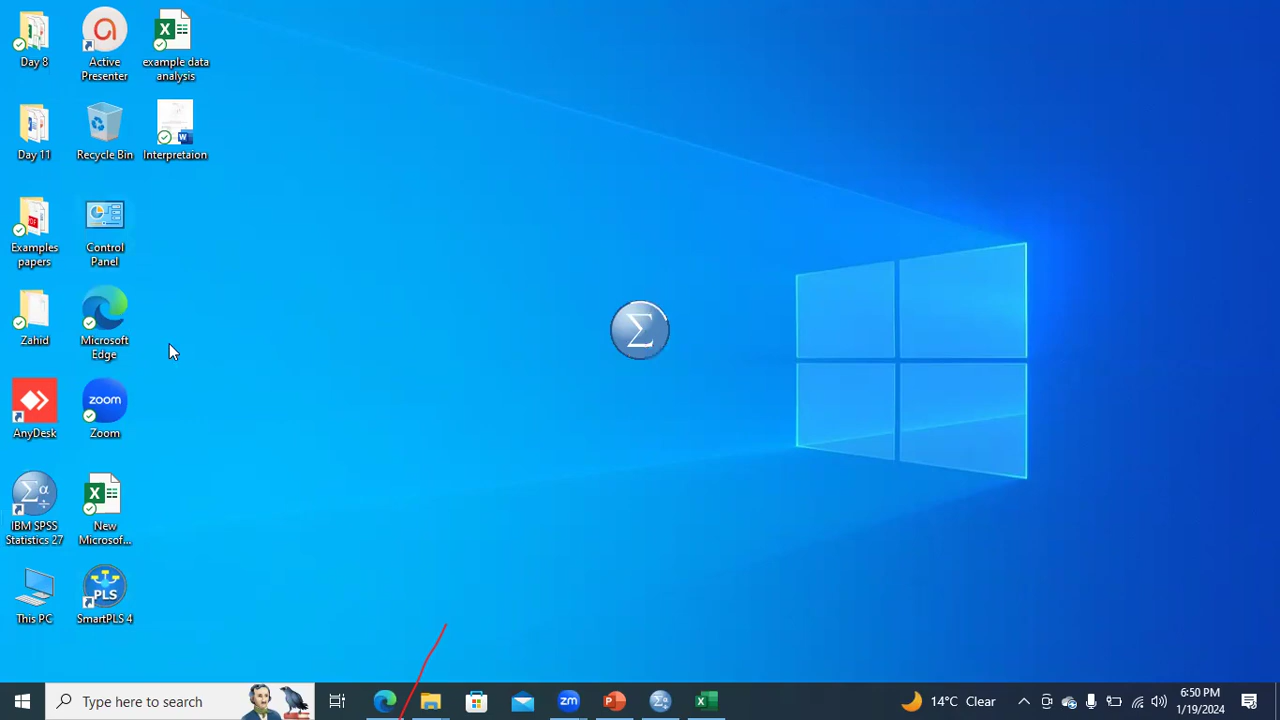 Day 8
Active
Presenter
example data
analysis
Day 11
Recycle Bin
Interpretaion
Examples
papers
Control
Panel
Zahid
Microsoft
Edge
AnyDesk
zoom
Zoom
IBM SPSS
Statistics 27
New
Microsof...
This PC
PLS
SmartPLS 4
Σ
Type here to search
zm
14°C Clear
6:50 PM
1/19/2024